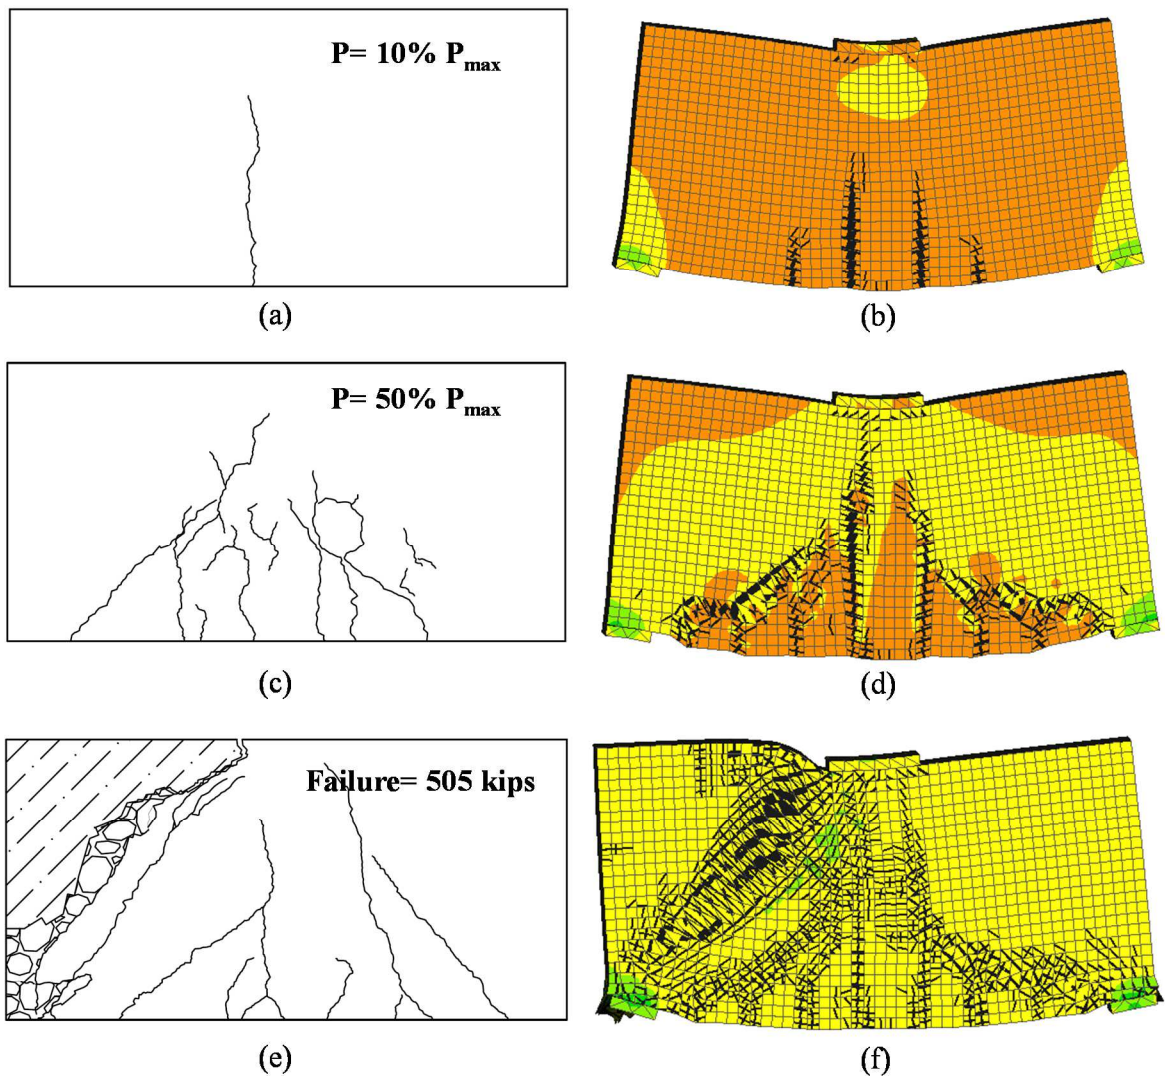 P= 10% Pmax
(a)
(b)
P= 50% Pmax
(c)
(d)
Failure= 505 kips
(e)
(f)